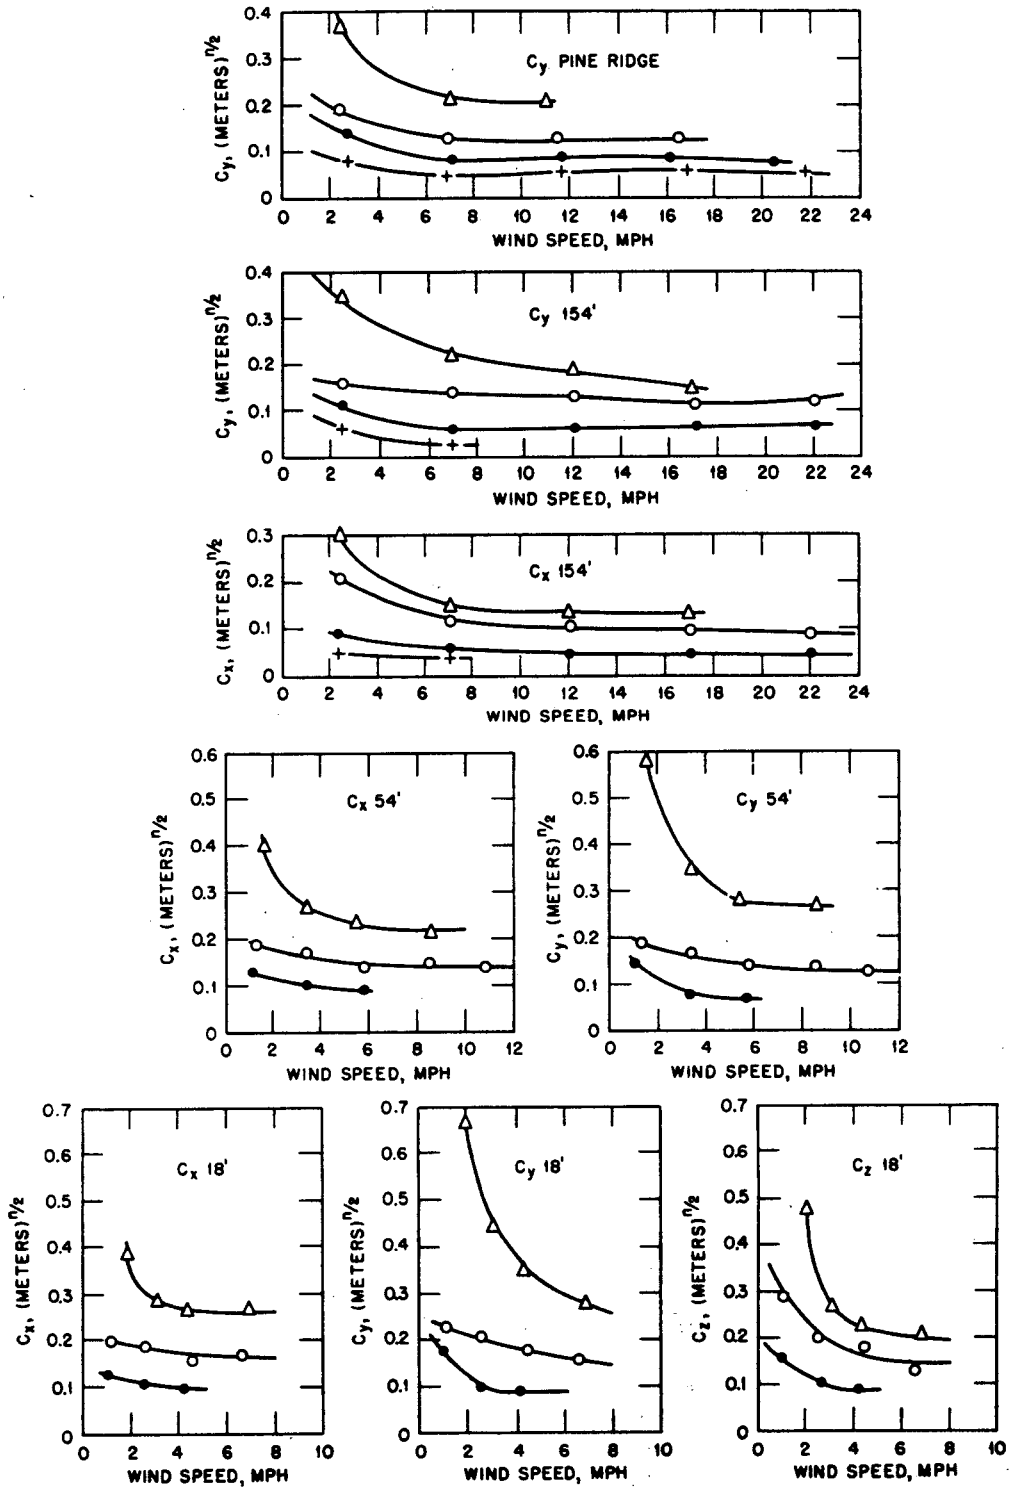 0.4
0.3
0.2
0.1
0
Cy, (METERS)^n/2
Cy PINE RIDGE
0 2 4 6 8 10 12 14 16 18 20 22 24
WIND SPEED, MPH
0.4
0.3
0.2
0.1
0
Cy, (METERS)^n/2
Cy 154'
0 2 4 6 8 10 12 14 16 18 20 22 24
WIND SPEED, MPH
0.3
0.2
0.1
0
Cx, (METERS)^n/2
Cx 154'
0 2 4 6 8 10 12 14 16 18 20 22 24
WIND SPEED, MPH
0.6
0.5
0.4
0.3
0.2
0.1
0
Cx, (METERS)^n/2
Cx 54'
0 2 4 6 8 10 12
WIND SPEED, MPH
0.6
0.5
0.4
0.3
0.2
0.1
0
Cy, (METERS)^n/2
Cy 54'
0 2 4 6 8 10 12
WIND SPEED, MPH
0.7
0.6
0.5
0.4
0.3
0.2
0.1
0
Cx, (METERS)^n/2
Cx 18'
0 2 4 6 8 10
WIND SPEED, MPH
0.7
0.6
0.5
0.4
0.3
0.2
0.1
0
Cy, (METERS)^n/2
Cy 18'
0 2 4 6 8 10
WIND SPEED, MPH
0.7
0.6
0.5
0.4
0.3
0.2
0.1
0
Cz, (METERS)^n/2
Cz 18'
0 2 4 6 8 10
WIND SPEED, MPH